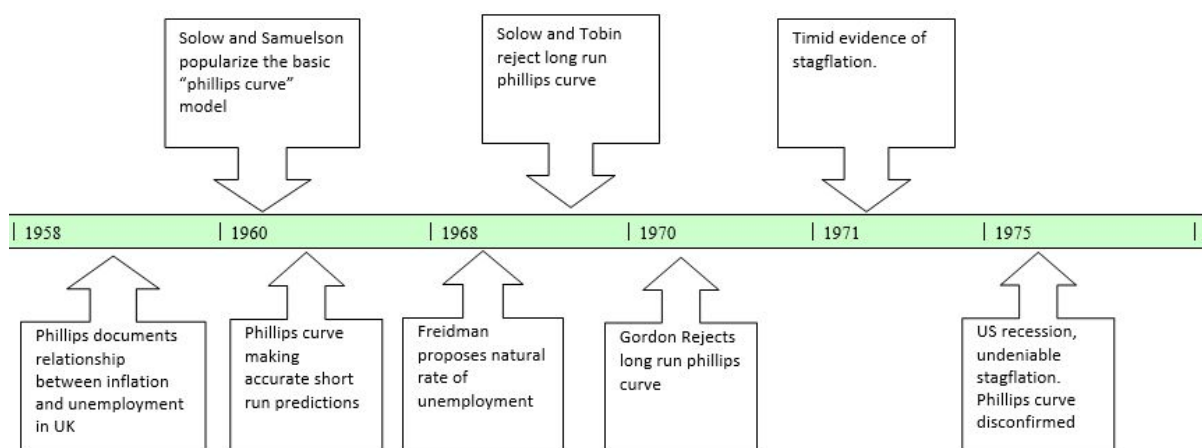 Solow and Samuelson
popularize the basic
“phillips curve”
model
Solow and Tobin
reject long run
phillips curve
Timid evidence of
stagflation.
1958
1960
1968
1970
1971
1975
Phillips documents
relationship
between inflation
and unemployment
in UK
Phillips curve
making
accurate short
run predictions
Freidman
proposes natural
rate of
unemployment
Gordon Rejects
long run phillips
curve
US recession,
undeniable
stagflation.
Phillips curve
disconfirmed